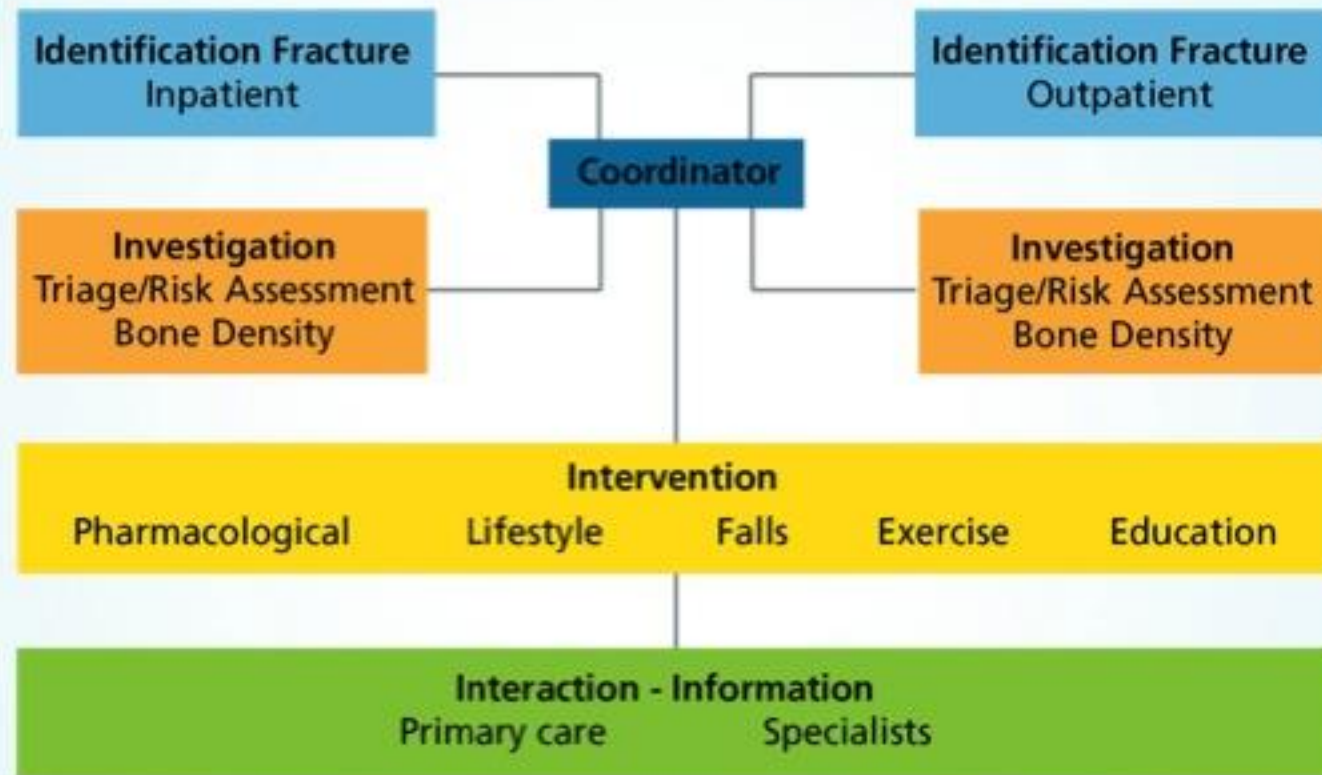 Identification Fracture
Inpatient
Identification Fracture
Outpatient
Coordinator
Investigation
Triage/Risk Assessment
Bone Density
Investigation
Triage/Risk Assessment
Bone Density
Intervention
Pharmacological Lifestyle Falls Exercise Education
Interaction - Information
Primary care Specialists